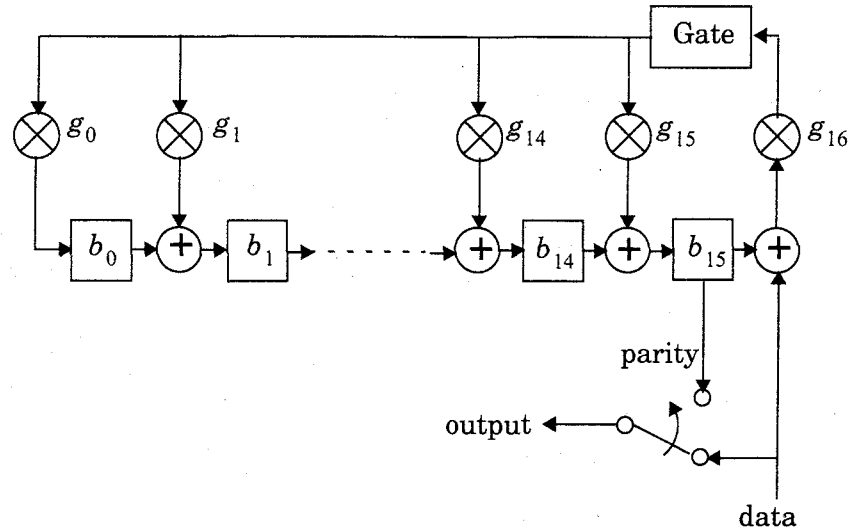 Gate
g0 g1 g14 g15 g16
b0 + b1 + b14 + b15 +
parity
output
data